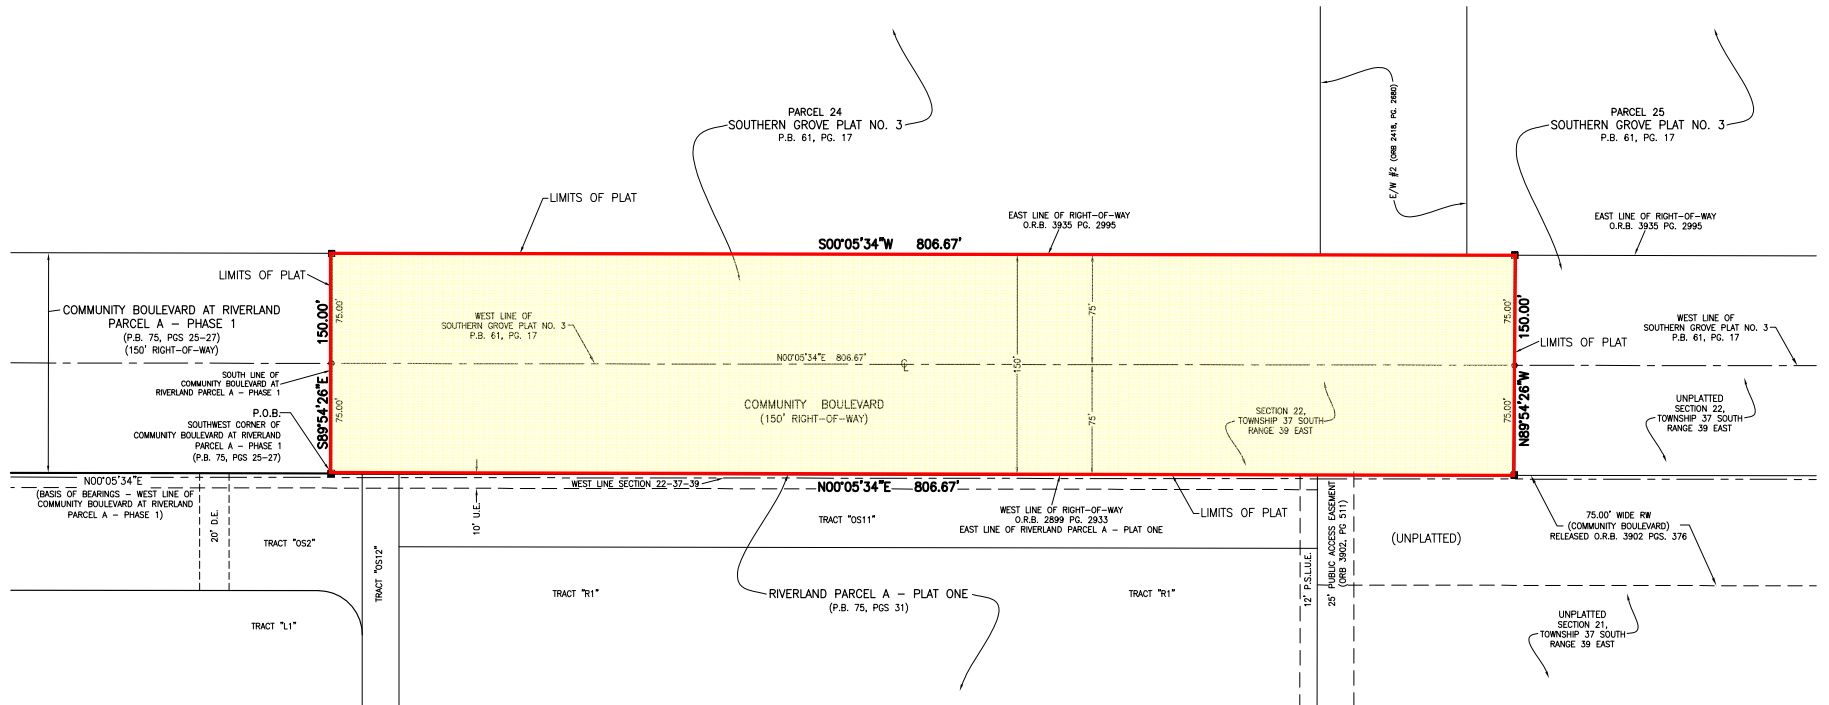 PARCEL 24
SOUTHERN GROVE PLAT NO. 3
P.B. 61, PG. 17
E/W #2 (ORB 2418, PG. 2680)
PARCEL 25
SOUTHERN GROVE PLAT NO. 3
P.B. 61, PG. 17
LIMITS OF PLAT
EAST LINE OF RIGHT-OF-WAY
O.R.B. 3935 PG. 2995
EAST LINE OF RIGHT-OF-WAY
O.R.B. 3935 PG. 2995
S00°05'34"W 806.67'
LIMITS OF PLAT
COMMUNITY BOULEVARD AT RIVERLAND
PARCEL A - PHASE 1
(P.B. 75, PGS 25-27)
(150' RIGHT-OF-WAY)
150.00'
75.00'
WEST LINE OF
SOUTHERN GROVE PLAT NO. 3
P.B. 61, PG. 17
75'
150'
75.00'
150.00'
WEST LINE OF
SOUTHERN GROVE PLAT NO. 3
P.B. 61, PG. 17
LIMITS OF PLAT
N00°05'34"E 806.67'
SOUTH LINE OF
COMMUNITY BOULEVARD AT
RIVERLAND PARCEL A - PHASE 1
S89°54'26"E
75.00'
COMMUNITY BOULEVARD
(150' RIGHT-OF-WAY)
75'
SECTION 22,
TOWNSHIP 37 SOUTH
RANGE 39 EAST
75.00'
N89°54'26"W
UNPLATTED
SECTION 22,
TOWNSHIP 37 SOUTH
RANGE 39 EAST
P.O.B.
SOUTHWEST CORNER OF
COMMUNITY BOULEVARD AT RIVERLAND
PARCEL A - PHASE 1
(P.B. 75, PGS 25-27)
N00°05'34"E
(BASIS OF BEARINGS - WEST LINE OF
COMMUNITY BOULEVARD AT RIVERLAND
PARCEL A - PHASE 1)
20' D.E.
TRACT "OS2"
TRACT "OS12"
10' U.E.
WEST LINE SECTION 22-37-39
N00°05'34"E 806.67'
TRACT "OS11"
WEST LINE OF RIGHT-OF-WAY
O.R.B. 2899 PG. 2933
EAST LINE OF RIVERLAND PARCEL A - PLAT ONE
LIMITS OF PLAT
12' P.S.L.U.E.
25' PUBLIC ACCESS EASEMENT
(ORB 3902, PG 511)
(UNPLATTED)
75.00' WIDE RW
(COMMUNITY BOULEVARD)
RELEASED O.R.B. 3902 PGS. 376
TRACT "L1"
TRACT "R1"
RIVERLAND PARCEL A - PLAT ONE
(P.B. 75, PGS 31)
TRACT "R1"
UNPLATTED
SECTION 21,
TOWNSHIP 37 SOUTH
RANGE 39 EAST